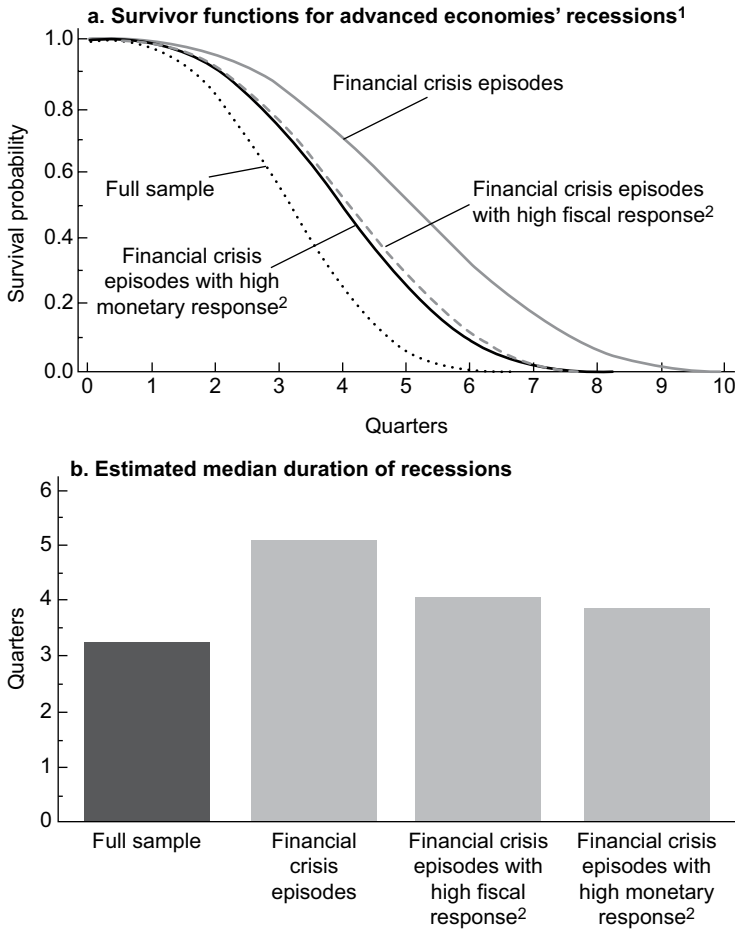 a. Survivor functions for advanced economies’ recessions¹
1.0
0.8
0.6
0.4
0.2
0.0
Survival probability
Financial crisis episodes
Full sample
Financial crisis episodes
with high fiscal response²
Financial crisis
episodes with high
monetary response²
0 1 2 3 4 5 6 7 8 9 10
Quarters
b. Estimated median duration of recessions
6
5
4
3
2
1
0
Quarters
Full sample
Financial
crisis
episodes
Financial crisis
episodes with
high fiscal
response²
Financial crisis
episodes with
high monetary
response²